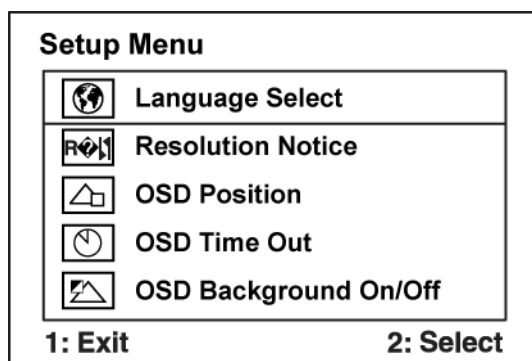 Setup Menu
Language Select
Resolution Notice
OSD Position
OSD Time Out
OSD Background On/Off
1: Exit 2: Select